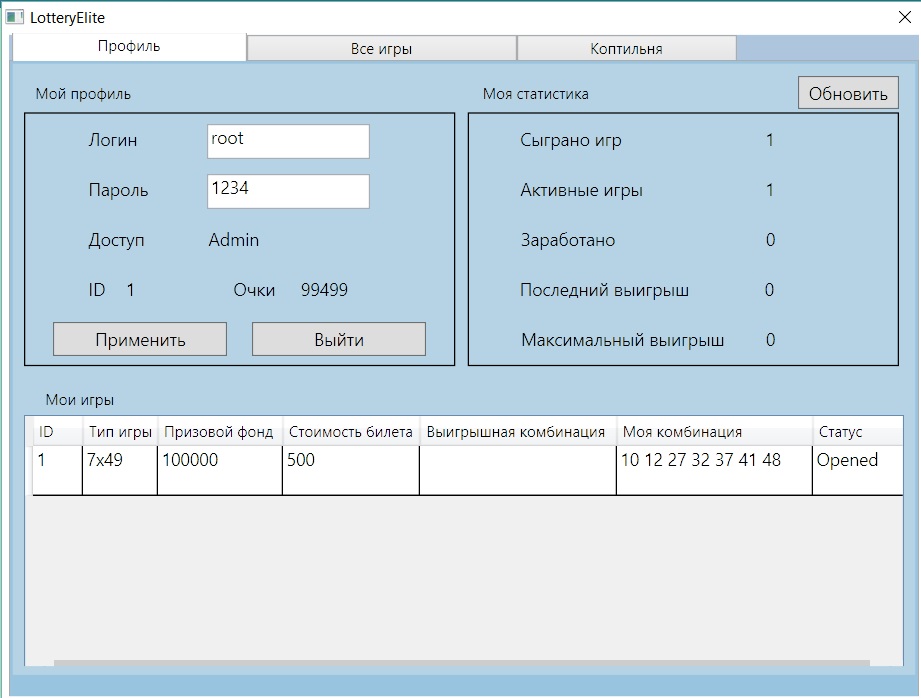 LotteryElite
Профиль Все игры Коптильня
Мой профиль Моя статистика Обновить
Логин root Сыграно игр 1
Пароль 1234 Активные игры 1
Доступ Admin Заработано 0
ID 1 Очки 99499 Последний выигрыш 0
Применить Выйти Максимальный выигрыш 0
Мои игры
ID Тип игры Призовой фонд Стоимость билета Выигрышная комбинация Моя комбинация Статус
1 7x49 100000 500 10 12 27 32 37 41 48 Opened